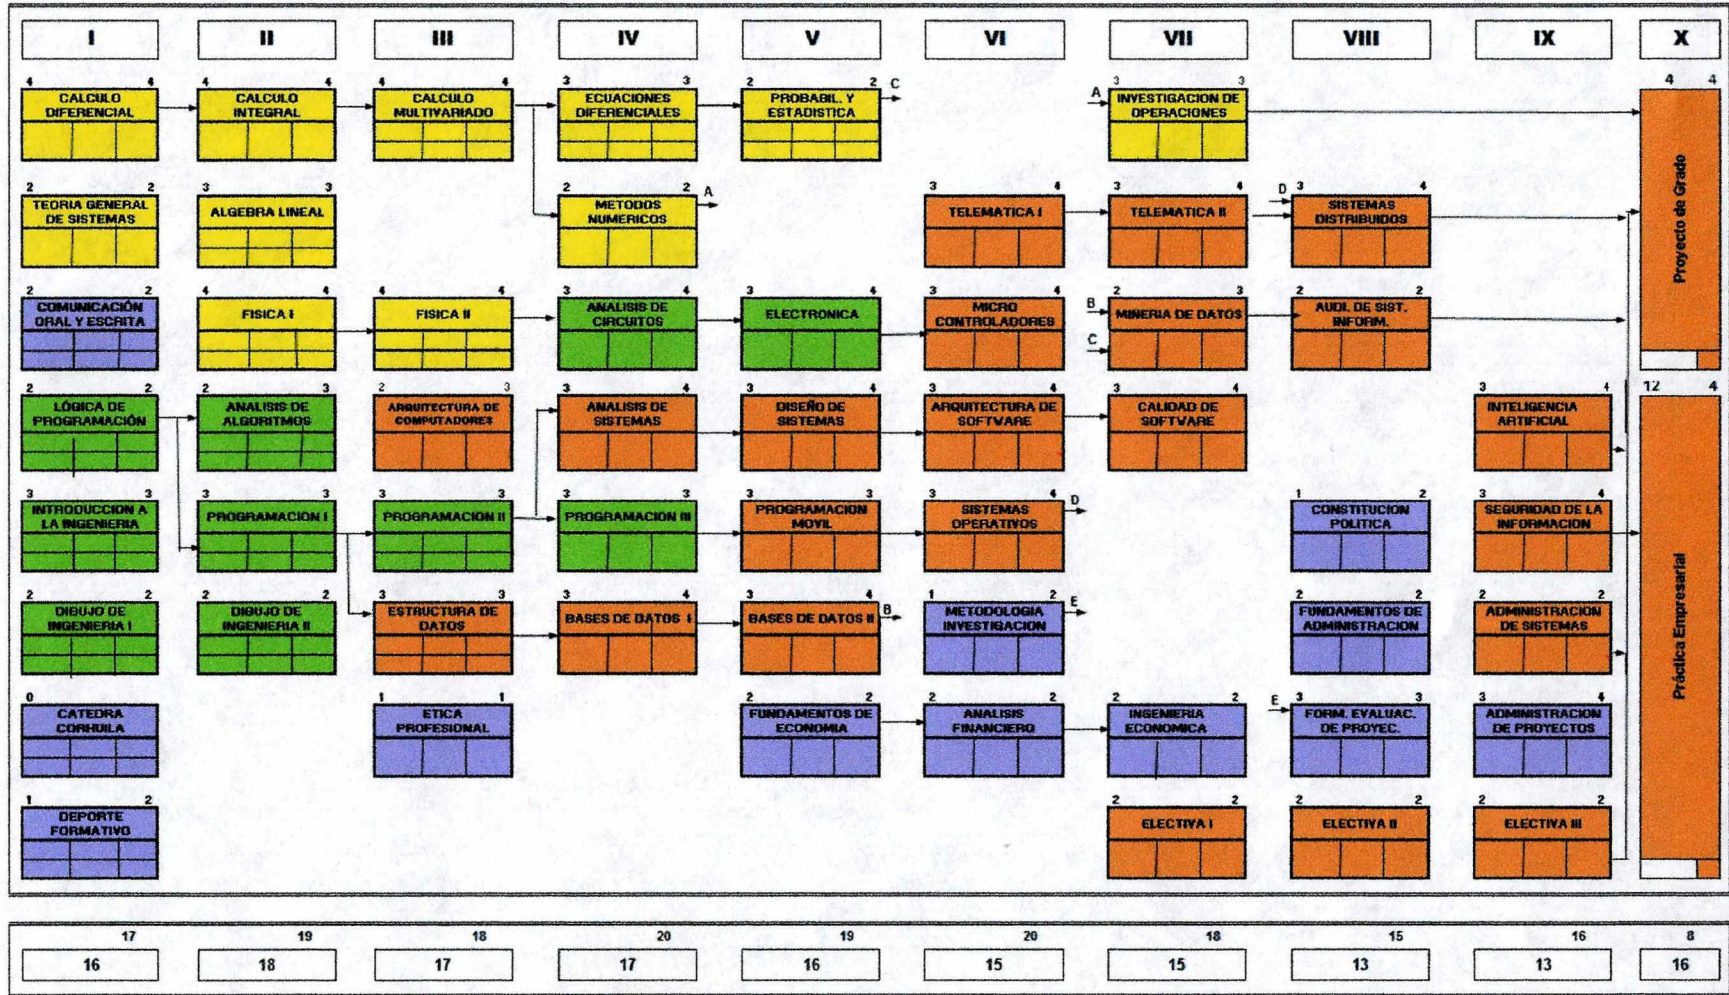 I II III IV V VI VII VIII IX X
4 4 4 4 4 4 3 3 2 2 C 3 3 4 4
CALCULO DIFERENCIAL
CALCULO INTEGRAL
CALCULO MULTIVARIADO
ECUACIONES DIFERENCIALES
PROBABIL. Y ESTADISTICA
A
INVESTIGACION DE OPERACIONES
Proyecto de Grado
2 2 3 3 2 2 A 3 4 3 4 D 3 4
TEORIA GENERAL DE SISTEMAS
ALGEBRA LINEAL
METODOS NUMERICOS
TELEMATICA I
TELEMATICA II
SISTEMAS DISTRIBUIDOS
2 2 4 4 4 4 3 4 3 4 3 4 B 2 3 2 2
COMUNICACIÓN ORAL Y ESCRITA
FISICA I
FISICA II
ANALISIS DE CIRCUITOS
ELECTRONICA
MICRO CONTROLADORES
MINERIA DE DATOS
AUDI. DE SIST. INFORM.
C
2 2 2 3 2 3 3 4 3 4 3 4 3 4 3 4 12 4
LÓGICA DE PROGRAMACIÓN
ANALISIS DE ALGORITMOS
ARQUITECTURA DE COMPUTADORES
ANALISIS DE SISTEMAS
DISEÑO DE SISTEMAS
ARQUITECTURA DE SOFTWARE
CALIDAD DE SOFTWARE
INTELIGENCIA ARTIFICIAL
Práctica Empresarial
3 3 3 3 3 3 3 3 3 3 3 4 D 1 2 3 4
INTRODUCCION A LA INGENIERIA
PROGRAMACION I
PROGRAMACION II
PROGRAMACION III
PROGRAMACION MOVIL
SISTEMAS OPERATIVOS
CONSTITUCION POLITICA
SEGURIDAD DE LA INFORMACION
2 2 2 2 3 3 3 4 3 4 B 1 2 E 2 2 2 2
DIBUJO DE INGENIERIA I
DIBUJO DE INGENIERIA II
ESTRUCTURA DE DATOS
BASES DE DATOS I
BASES DE DATOS II
METODOLOGIA INVESTIGACION
FUNDAMENTOS DE ADMINISTRACION
ADMINISTRACION DE SISTEMAS
0 1 1 2 2 2 2 2 2 E 3 3 3 4
CATEDRA CORHUILA
ETICA PROFESIONAL
FUNDAMENTOS DE ECONOMIA
ANALISIS FINANCIERO
INGENIERIA ECONOMICA
FORM. EVALUAC. DE PROYEC.
ADMINISTRACION DE PROYECTOS
1 2 2 2 2 2 2 2
DEPORTE FORMATIVO
ELECTIVA I
ELECTIVA II
ELECTIVA III
17 19 18 20 19 20 18 15 16 8
16 18 17 17 16 15 15 13 13 16